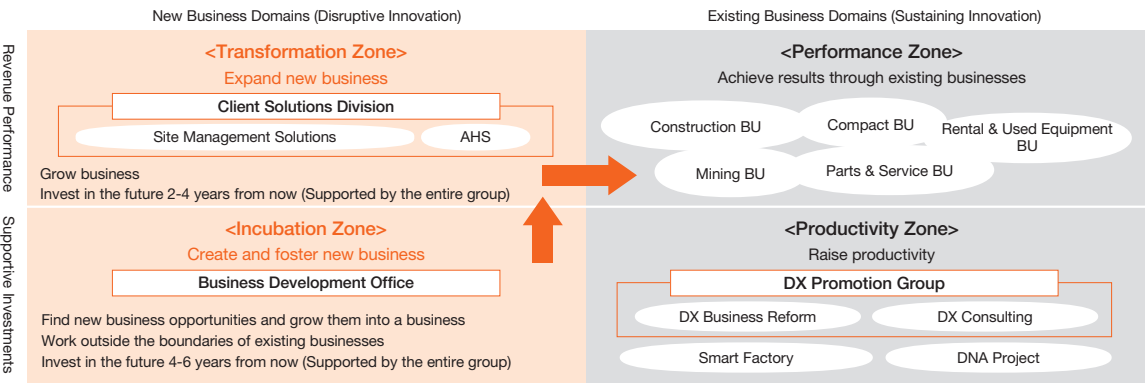 New Business Domains (Disruptive Innovation)
Existing Business Domains (Sustaining Innovation)
Revenue Performance
<Transformation Zone>
Expand new business
Client Solutions Division
Site Management Solutions
AHS
Grow business
Invest in the future 2-4 years from now (Supported by the entire group)
<Performance Zone>
Achieve results through existing businesses
Construction BU
Compact BU
Rental & Used Equipment
BU
Mining BU
Parts & Service BU
Supportive Investments
<Incubation Zone>
Create and foster new business
Business Development Office
Find new business opportunities and grow them into a business
Work outside the boundaries of existing businesses
Invest in the future 4-6 years from now (Supported by the entire group)
<Productivity Zone>
Raise productivity
DX Promotion Group
DX Business Reform
DX Consulting
Smart Factory
DNA Project